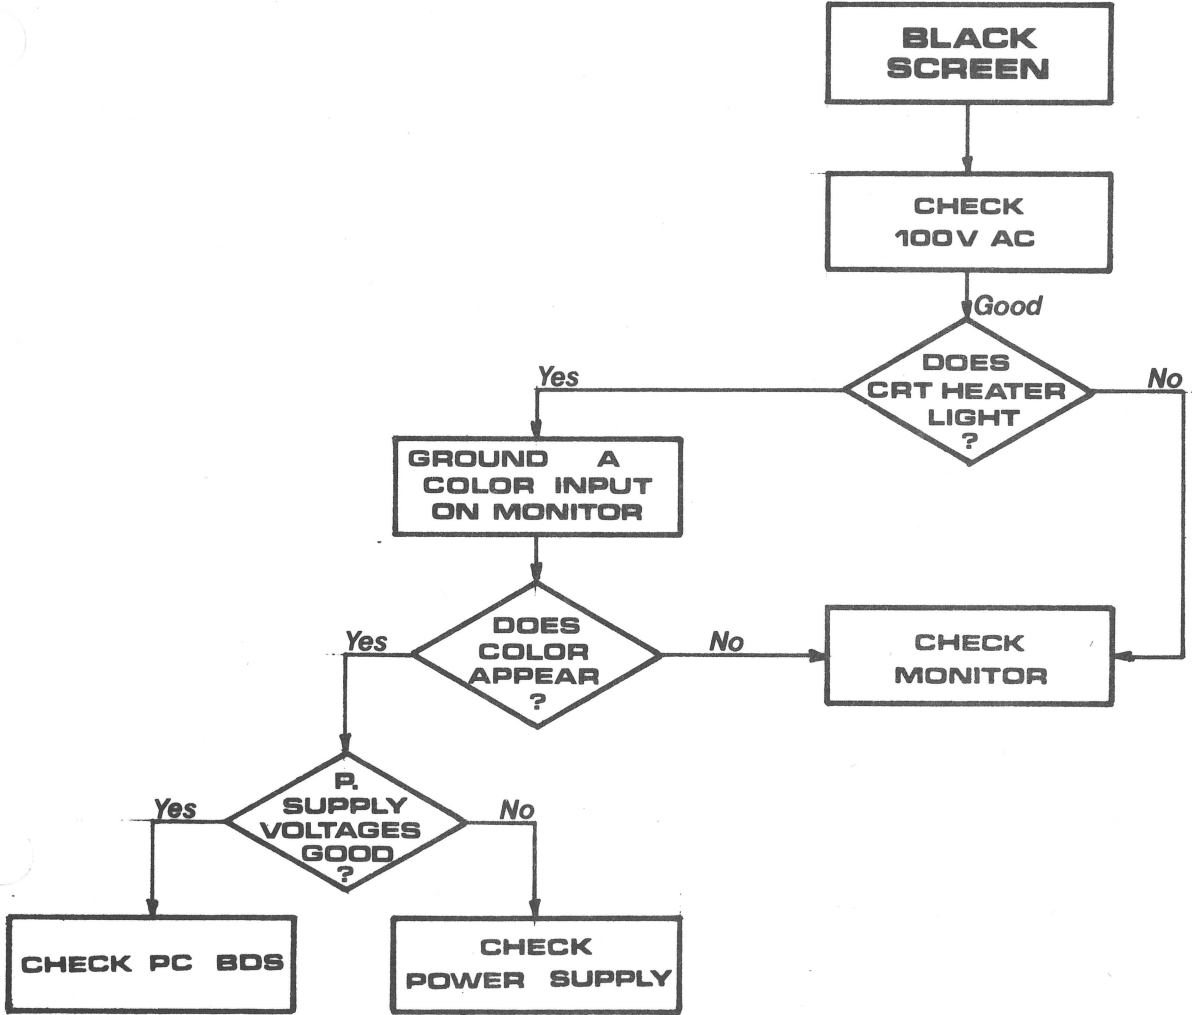 BLACK
SCREEN
CHECK
100V AC
Good
DOES
CRT HEATER
LIGHT
?
Yes
No
GROUND A
COLOR INPUT
ON MONITOR
DOES
COLOR
APPEAR
?
Yes
No
CHECK
MONITOR
P.
SUPPLY
VOLTAGES
GOOD
?
Yes
No
CHECK PC BDS
CHECK
POWER SUPPLY